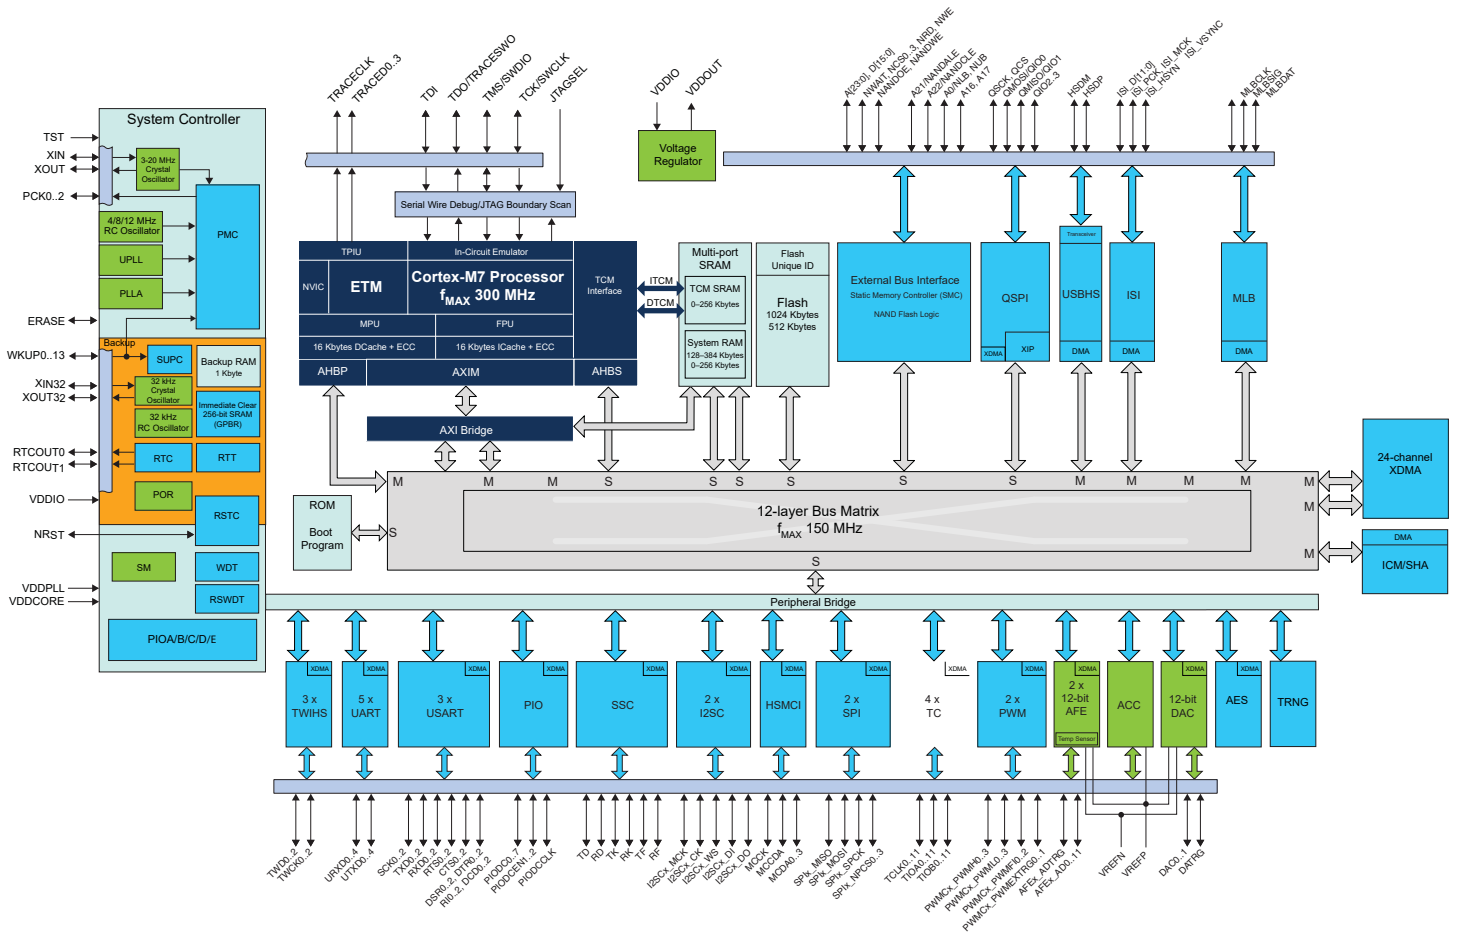 TRACECLK
TRACED0..3
TDI
TDO/TRACESWO
TMS/SWDIO
TCK/SWCLK
JTAGSEL
VDDIO
VDDOUT
A[23:0], D[15:0]
NWAIT, NCS0..3, NRD, NWE
NANDOE, NANDWE
A21/NANDALE
A22/NANDCLE
A0/NLB, NUB
A16, A17
QSCK, QCS
QMOSI/QIO0
QMISO/QIO1
QIO2..3
HSDM
HSDP
ISI_D[11:0]
ISI_PCK, ISI_MCK
ISI_HSYN
ISI_VSYNC
MLBCLK
MLBSIG
MLBDAT
System Controller
TST
XIN
XOUT
PCK0..2
ERASE
WKUP0..13
XIN32
XOUT32
RTCOUT0
RTCOUT1
VDDIO
NRST
VDDPLL
VDDCORE
3-20 MHz
Crystal
Oscillator
4/8/12 MHz
RC Oscillator
UPLL
PLLA
PMC
Backup
SUPC
Backup RAM
1 Kbyte
32 kHz
Crystal
Oscillator
32 kHz
RC Oscillator
Immediate Clear
256-bit SRAM
(GPBR)
RTC
RTT
POR
RSTC
SM
WDT
RSWDT
PIOA/B/C/D/E
Serial Wire Debug/JTAG Boundary Scan
Voltage
Regulator
TPIU
In-Circuit Emulator
NVIC
ETM
Cortex-M7 Processor
fMAX 300 MHz
MPU
FPU
16 Kbytes DCache + ECC
16 Kbytes ICache + ECC
AHBP
AXIM
AHBS
TCM
Interface
ITCM
DTCM
AXI Bridge
Multi-port
SRAM
TCM SRAM
0–256 Kbytes
System RAM
128–384 Kbytes
0–256 Kbytes
Flash
Unique ID
Flash
1024 Kbytes
512 Kbytes
External Bus Interface
Static Memory Controller (SMC)
NAND Flash Logic
QSPI
XDMA
XIP
Transceiver
USBHS
DMA
ISI
DMA
MLB
DMA
24-channel
XDMA
DMA
ICM/SHA
ROM
Boot
Program
M
M
M
S
S
S
S
S
M
M
M
M
M
M
M
S
S
12-layer Bus Matrix
fMAX 150 MHz
Peripheral Bridge
XDMA
3 x
TWIHS
XDMA
5 x
UART
XDMA
3 x
USART
XDMA
PIO
XDMA
SSC
XDMA
2 x
I2SC
XDMA
HSMCI
XDMA
2 x
SPI
XDMA
4 x
TC
XDMA
2 x
PWM
XDMA
2 x
12-bit
AFE
Temp Sensor
ACC
XDMA
12-bit
DAC
XDMA
AES
TRNG
TWD0..2
TWCK0..2
URXD0..4
UTXD0..4
SCK0..2
TXD0..2
RXD0..2
RTS0..2
CTS0..2
DSR0..2, DTR0..2
RI0..2, DCD0..2
PIODC0..7
PIODCEN1..2
PIODCCLK
TD
RD
TK
RK
TF
RF
I2SCx_MCK
I2SCx_CK
I2SCx_WS
I2SCx_DI
I2SCx_DO
MCCK
MCCDA
MCDA0..3
SPIx_MISO
SPIx_MOSI
SPIx_SPCK
SPIx_NPCS0..3
TCLK0..11
TIOA0..11
TIOB0..11
PWMCx_PWMH0..3
PWMCx_PWML0..3
PWMCx_PWMFI0..2
PWMCx_PWMEXTRG0..1
AFEx_ADTRG
AFEx_AD0..11
VREFN
VREFP
DAC0..1
DATRG